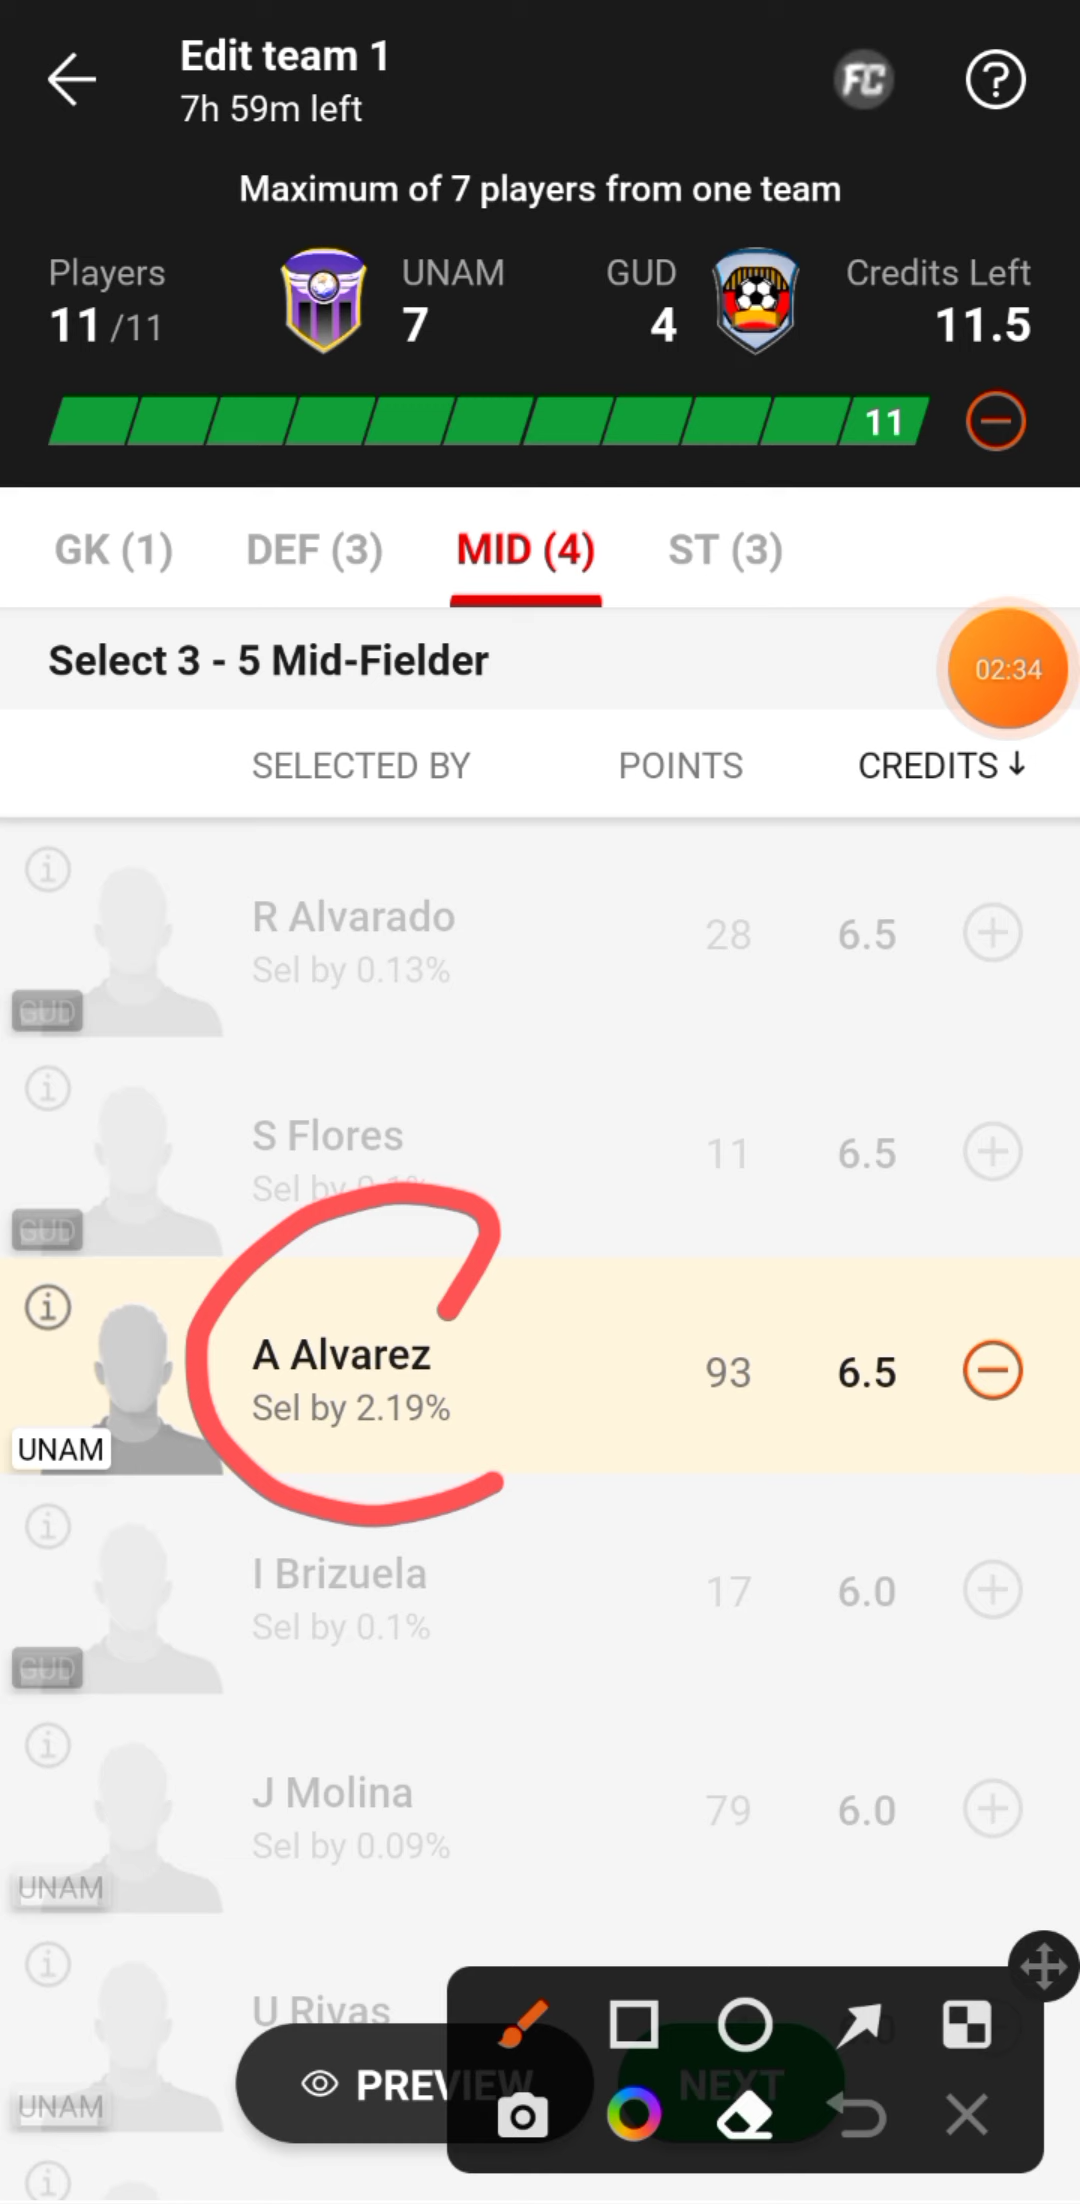 Edit team 1
7h 59m left
FC
Maximum of 7 players from one team
Players
11/11
UNAM
7
GUD
4
Credits Left
11.5
11
GK (1) DEF (3) MID (4) ST (3)
Select 3 - 5 Mid-Fielder
02:34
SELECTED BY POINTS CREDITS↓
R Alvarado
Sel by 0.13%
28 6.5
GUD
S Flores
Sel by 0.1%
11 6.5
GUD
A Alvarez
Sel by 2.19%
93 6.5
UNAM
I Brizuela
Sel by 0.1%
17 6.0
GUD
J Molina
Sel by 0.09%
79 6.0
UNAM
U Rivas
UNAM
PREVIEW
NEXT